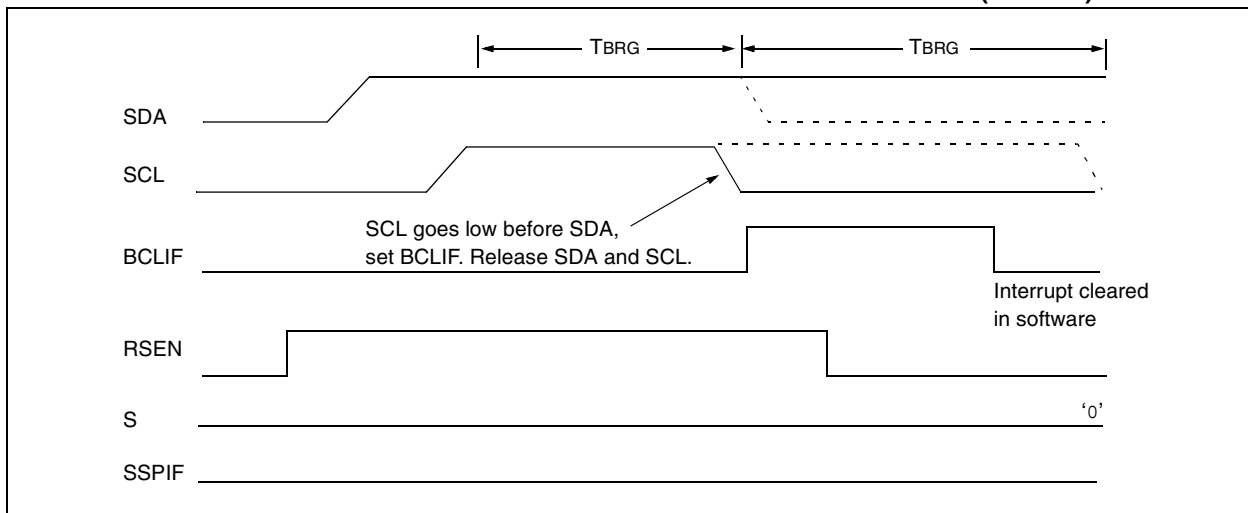 TBRG TBRG
SDA
SCL
SCL goes low before SDA,
set BCLIF. Release SDA and SCL.
BCLIF
Interrupt cleared
in software
RSEN
S
‘0’
SSPIF